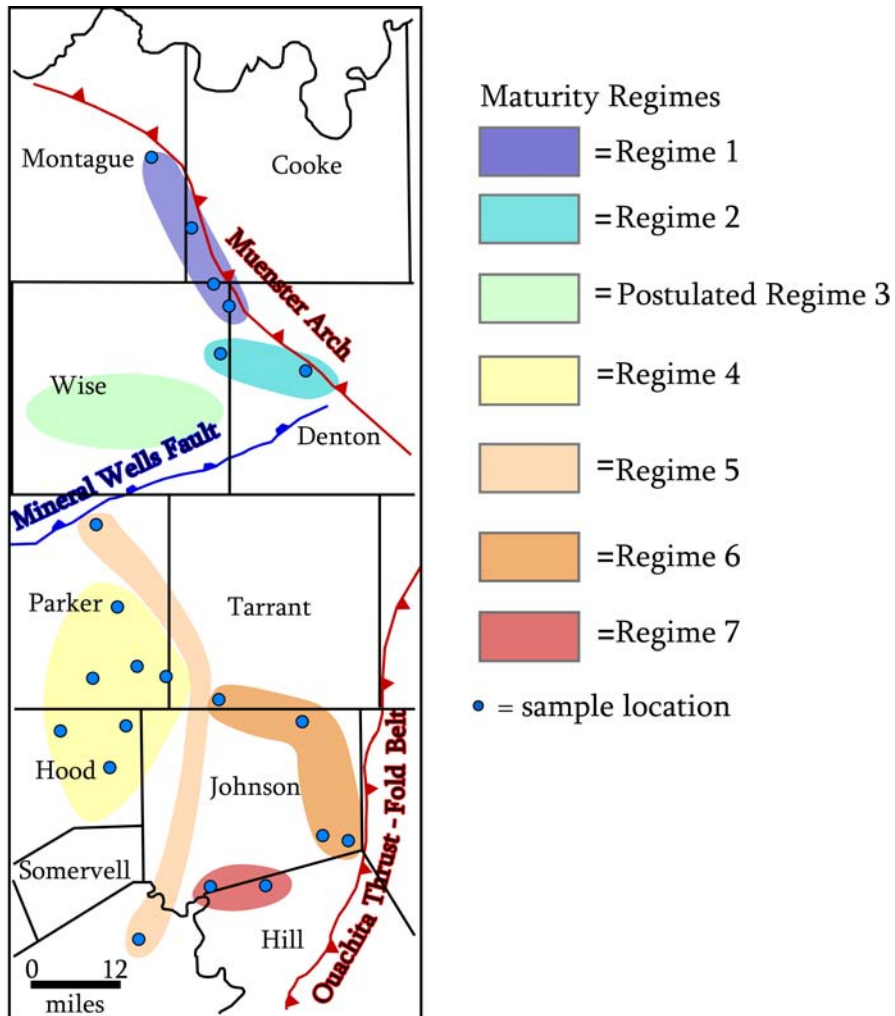 Montague
Cooke
Muenster Arch
Wise
Denton
Mineral Wells Fault
Parker
Tarrant
Hood
Johnson
Somervell
Hill
Ouachita Thrust - Fold Belt
0 12
miles
Maturity Regimes
=Regime 1
=Regime 2
= Postulated Regime 3
=Regime 4
=Regime 5
=Regime 6
=Regime 7
= sample location